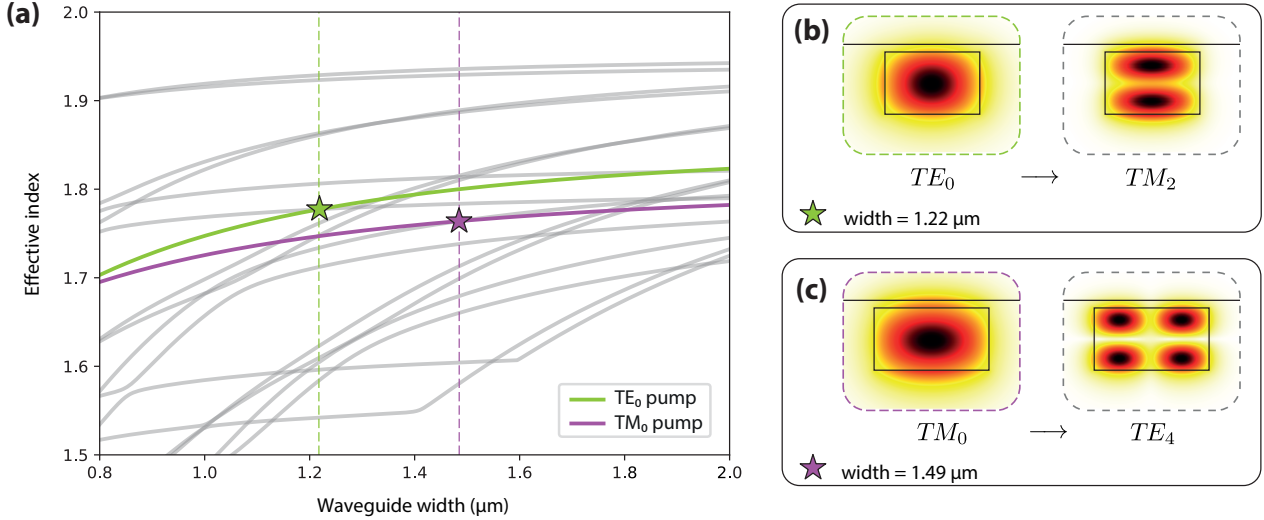 (a)
2.0
1.9
1.8
1.7
1.6
1.5
Effective index
0.8 1.0 1.2 1.4 1.6 1.8 2.0
Waveguide width (μm)
TE₀ pump
TM₀ pump
(b)
TE₀ → TM₂
width = 1.22 μm
(c)
TM₀ → TE₄
width = 1.49 μm